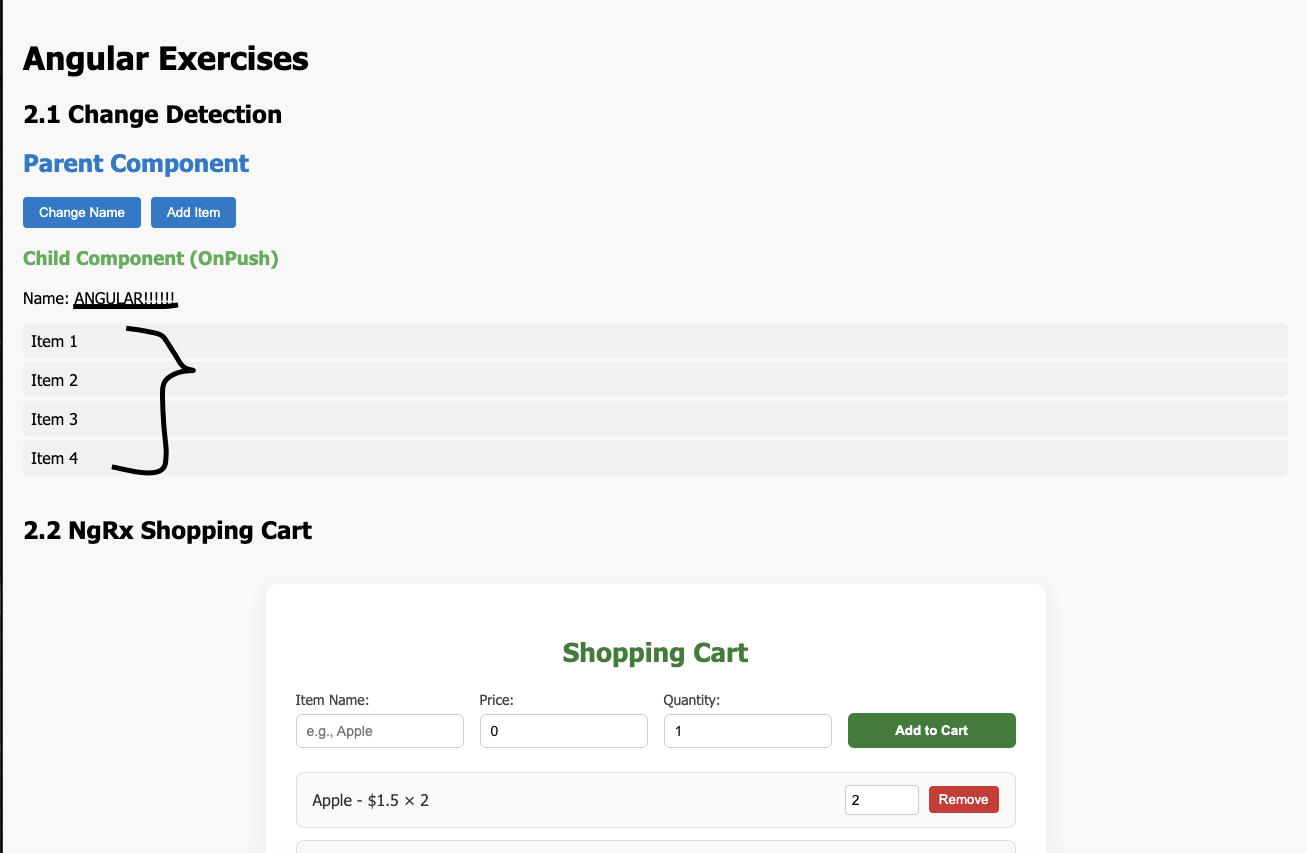 Angular Exercises
2.1 Change Detection
Parent Component
Change Name Add Item
Child Component (OnPush)
Name: ANGULAR!!!!!!
Item 1
Item 2
Item 3
Item 4
2.2 NgRx Shopping Cart
Shopping Cart
Item Name: Price: Quantity:
e.g., Apple 0 1 Add to Cart
Apple - $1.5 × 2 2 Remove